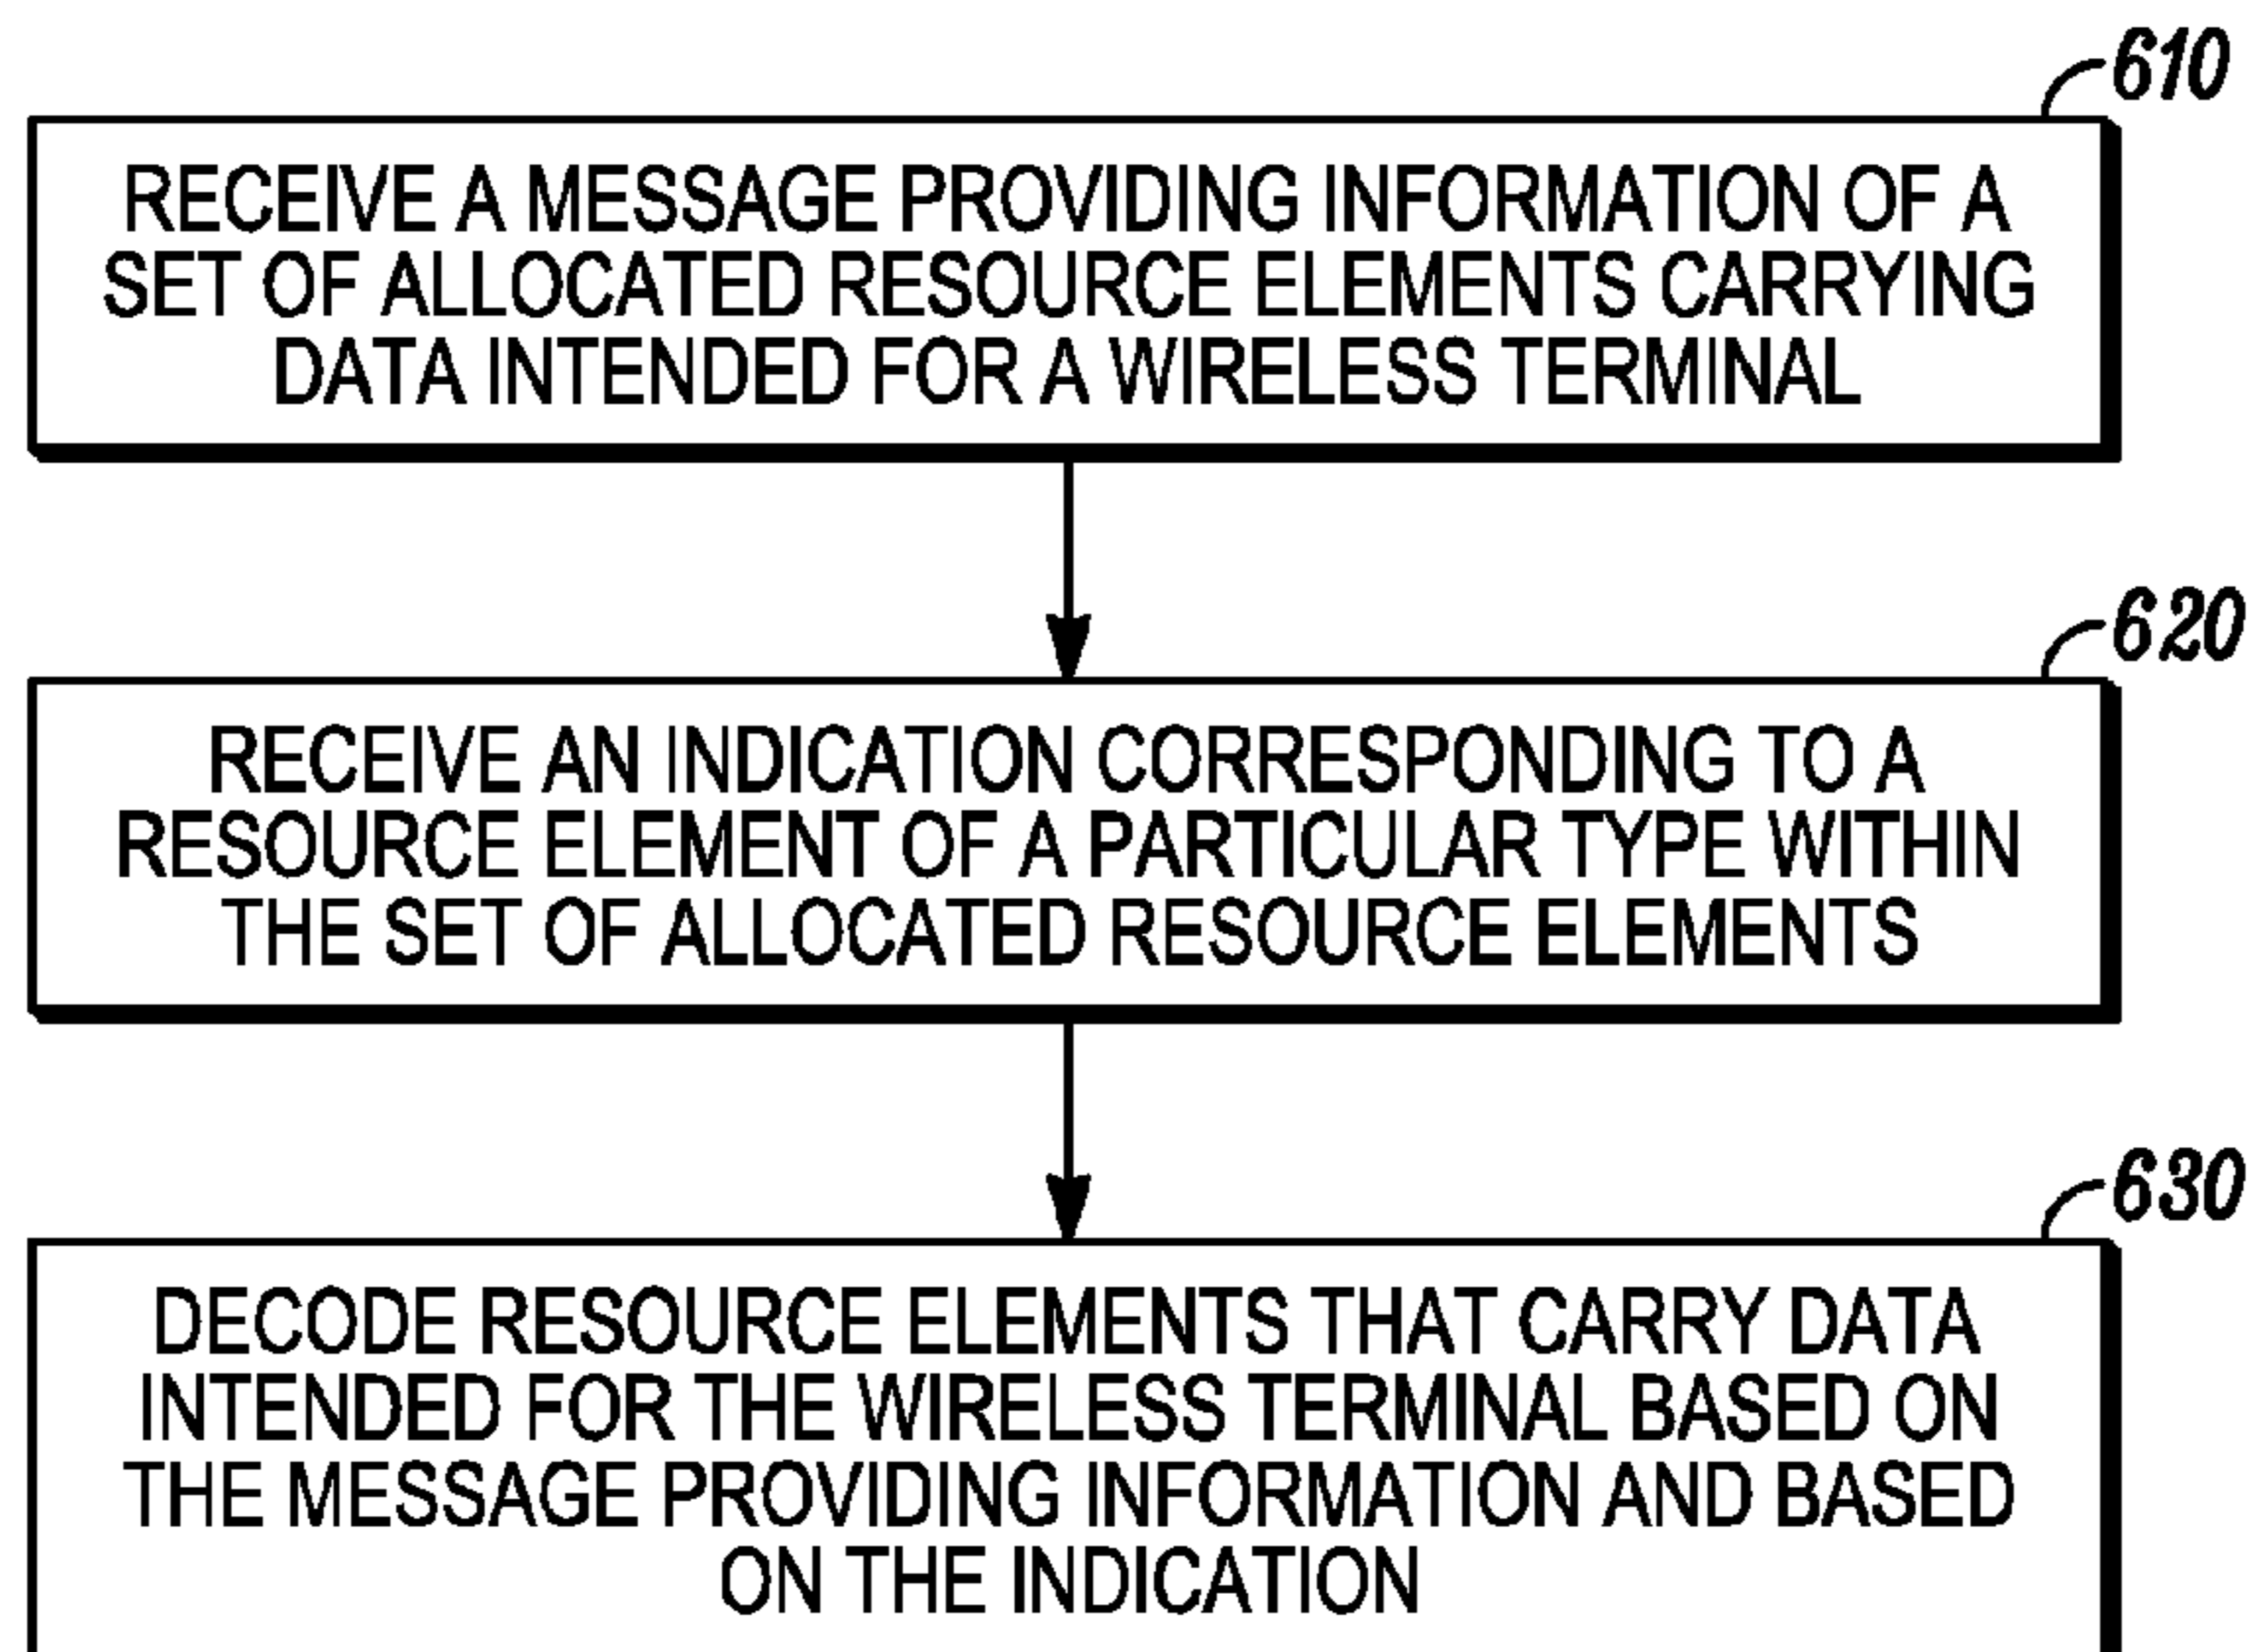 610
RECEIVE A MESSAGE PROVIDING INFORMATION OF A
SET OF ALLOCATED RESOURCE ELEMENTS CARRYING
DATA INTENDED FOR A WIRELESS TERMINAL
620
RECEIVE AN INDICATION CORRESPONDING TO A
RESOURCE ELEMENT OF A PARTICULAR TYPE WITHIN
THE SET OF ALLOCATED RESOURCE ELEMENTS
630
DECODE RESOURCE ELEMENTS THAT CARRY DATA
INTENDED FOR THE WIRELESS TERMINAL BASED ON
THE MESSAGE PROVIDING INFORMATION AND BASED
ON THE INDICATION